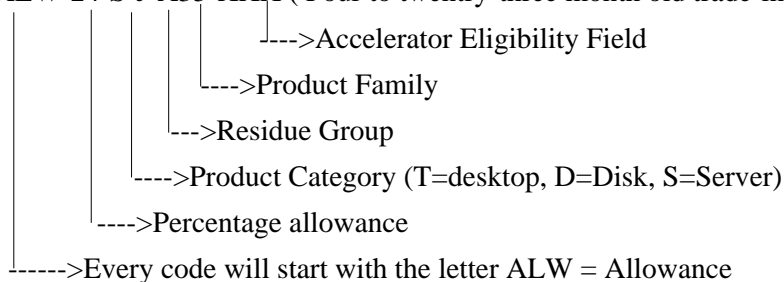 ---->Accelerator Eligibility Field
---->Product Family
--->Residue Group
---->Product Category (T=desktop, D=Disk, S=Server)
---->Percentage allowance
------>Every code will start with the letter ALW = Allowance